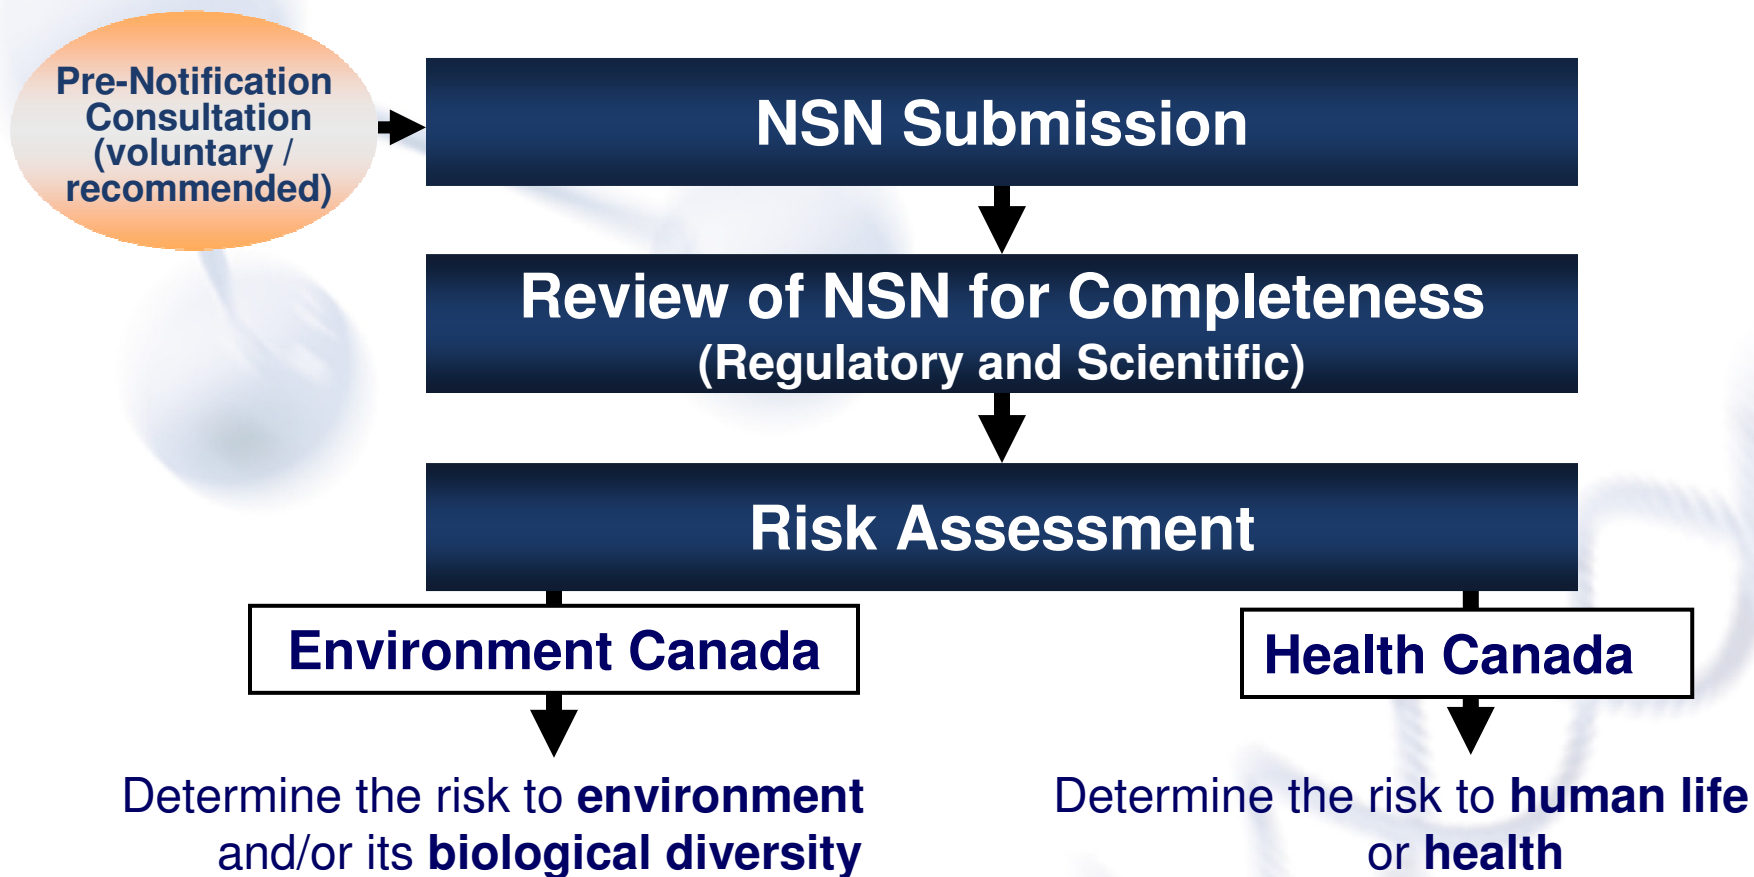 Pre-Notification
Consultation
(voluntary /
recommended)
NSN Submission
Review of NSN for Completeness
(Regulatory and Scientific)
Risk Assessment
Environment Canada
Health Canada
Determine the risk to environment
and/or its biological diversity
Determine the risk to human life
or health